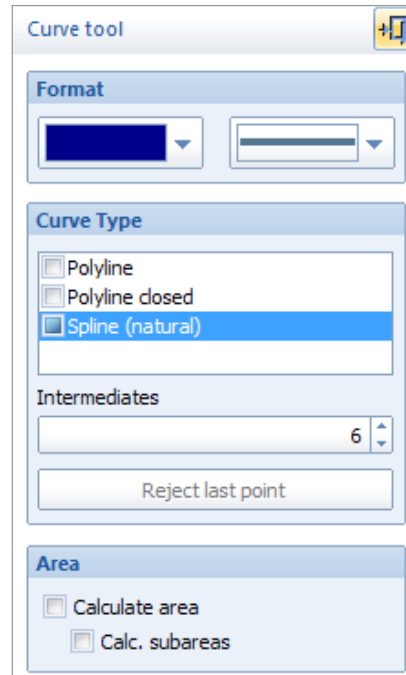 Curve tool
Format
Curve Type
Polyline
Polyline closed
Spline (natural)
Intermediates
6
Reject last point
Area
Calculate area
Calc. subareas